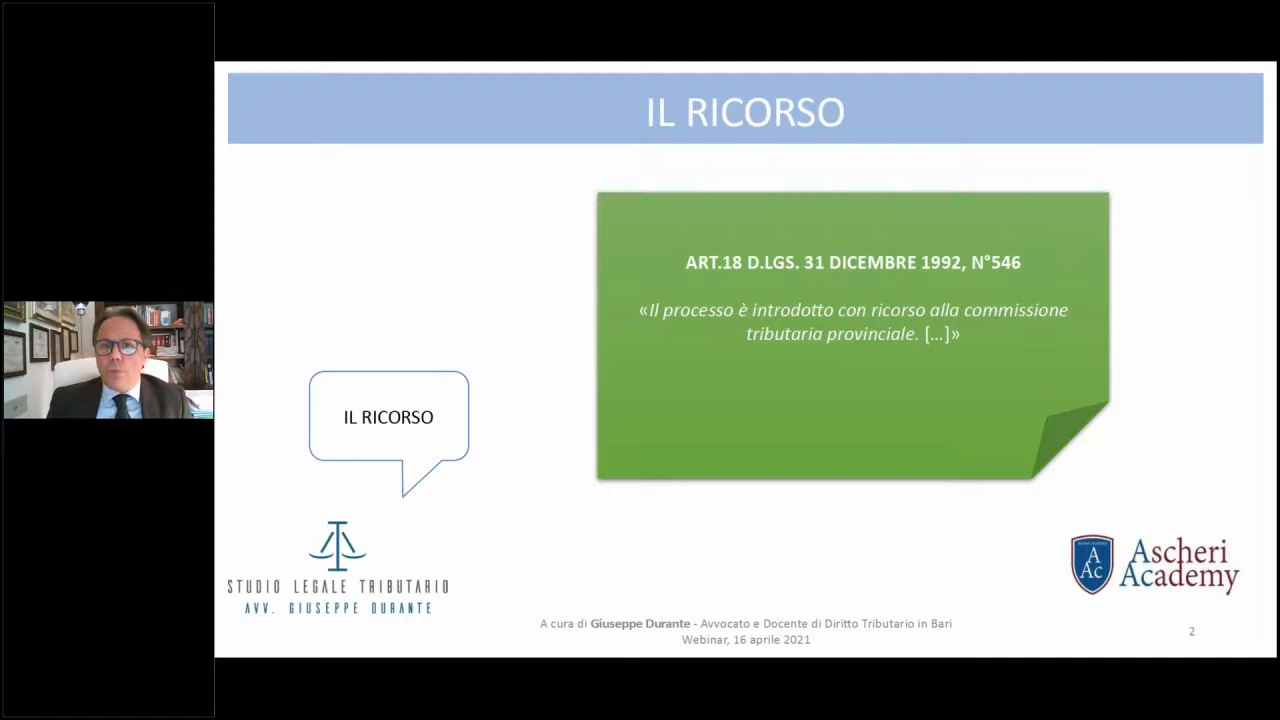 IL RICORSO
ART.18 D.LGS. 31 DICEMBRE 1992, N°546
«Il processo è introdotto con ricorso alla commissione
tributaria provinciale. [...]»
IL RICORSO
STUDIO LEGALE TRIBUTARIO
AVV. GIUSEPPE DURANTE
A
Ac
Ascheri
Academy
A cura di Giuseppe Durante - Avvocato e Docente di Diritto Tributario in Bari
Webinar, 16 aprile 2021
2